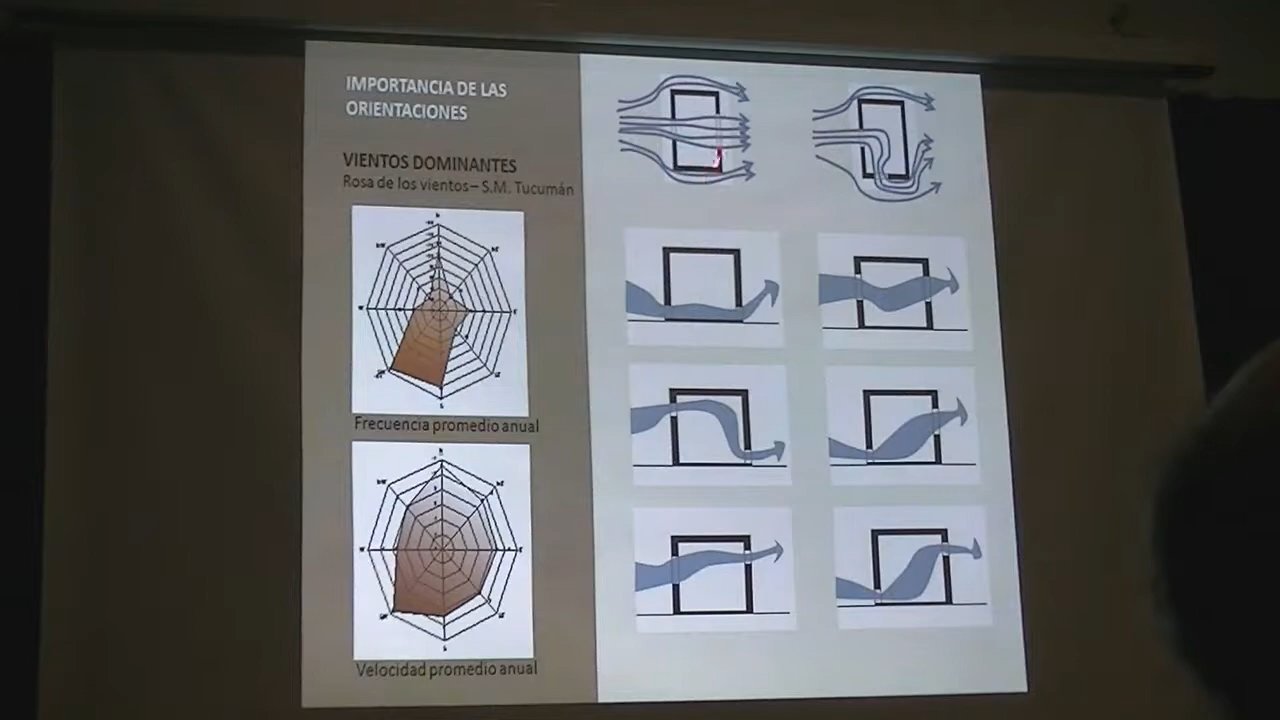 IMPORTANCIA DE LAS
ORIENTACIONES
VIENTOS DOMINANTES
Rosa de los vientos – S.M. Tucumán
Frecuencia promedio anual
Velocidad promedio anual